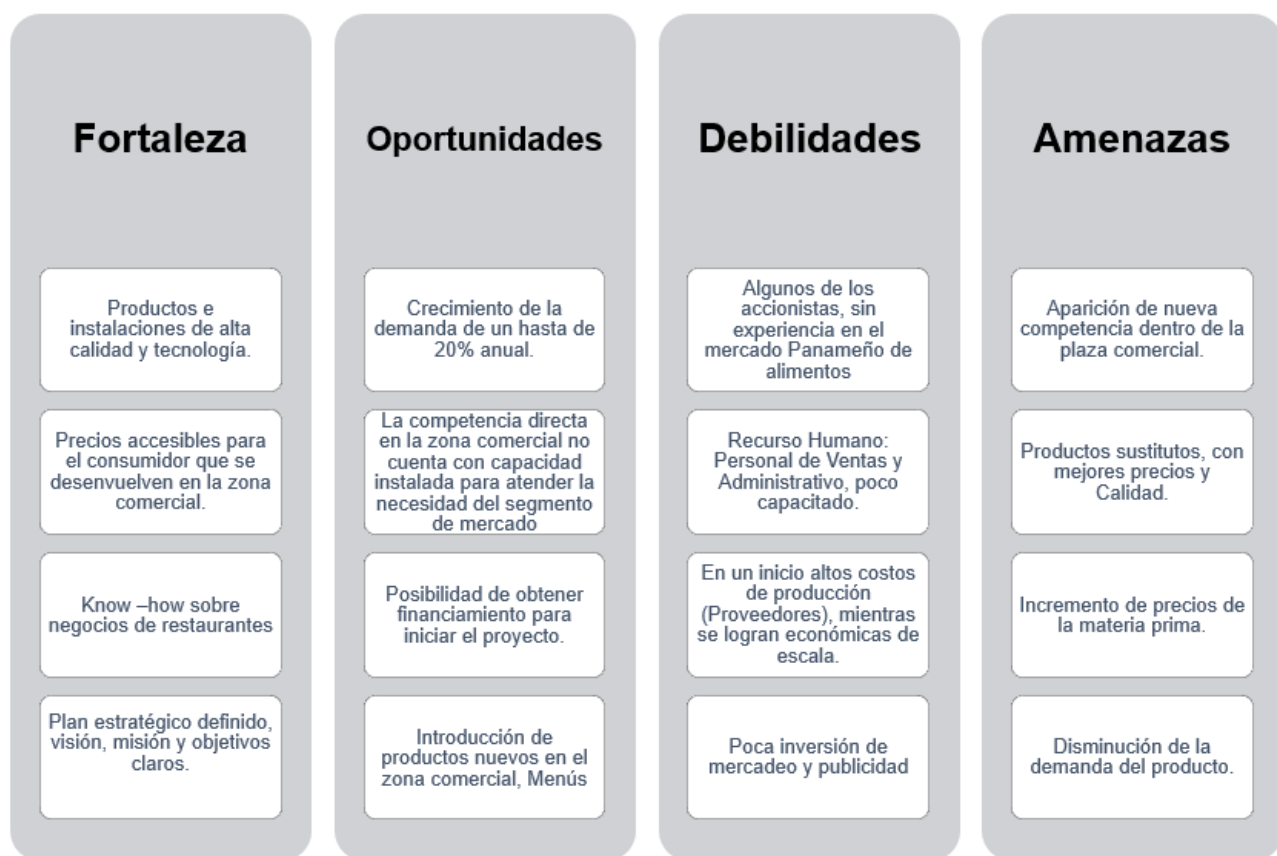 Fortaleza
Productos e
instalaciones de alta
calidad y tecnología.
Precios accesibles para
el consumidor que se
desenvuelven en la zona
comercial.
Know –how sobre
negocios de restaurantes
Plan estratégico definido,
visión, misión y objetivos
claros.
Oportunidades
Crecimiento de la
demanda de un hasta de
20% anual.
La competencia directa
en la zona comercial no
cuenta con capacidad
instalada para atender la
necesidad del segmento
de mercado
Posibilidad de obtener
financiamiento para
iniciar el proyecto.
Introducción de
productos nuevos en el
zona comercial, Menús
Debilidades
Algunos de los
accionistas, sin
experiencia en el
mercado Panameño de
alimentos
Recurso Humano:
Personal de Ventas y
Administrativo, poco
capacitado.
En un inicio altos costos
de producción
(Proveedores), mientras
se logran económicas de
escala.
Poca inversión de
mercadeo y publicidad
Amenazas
Aparición de nueva
competencia dentro de la
plaza comercial.
Productos sustitutos, con
mejores precios y
Calidad.
Incremento de precios de
la materia prima.
Disminución de la
demanda del producto.